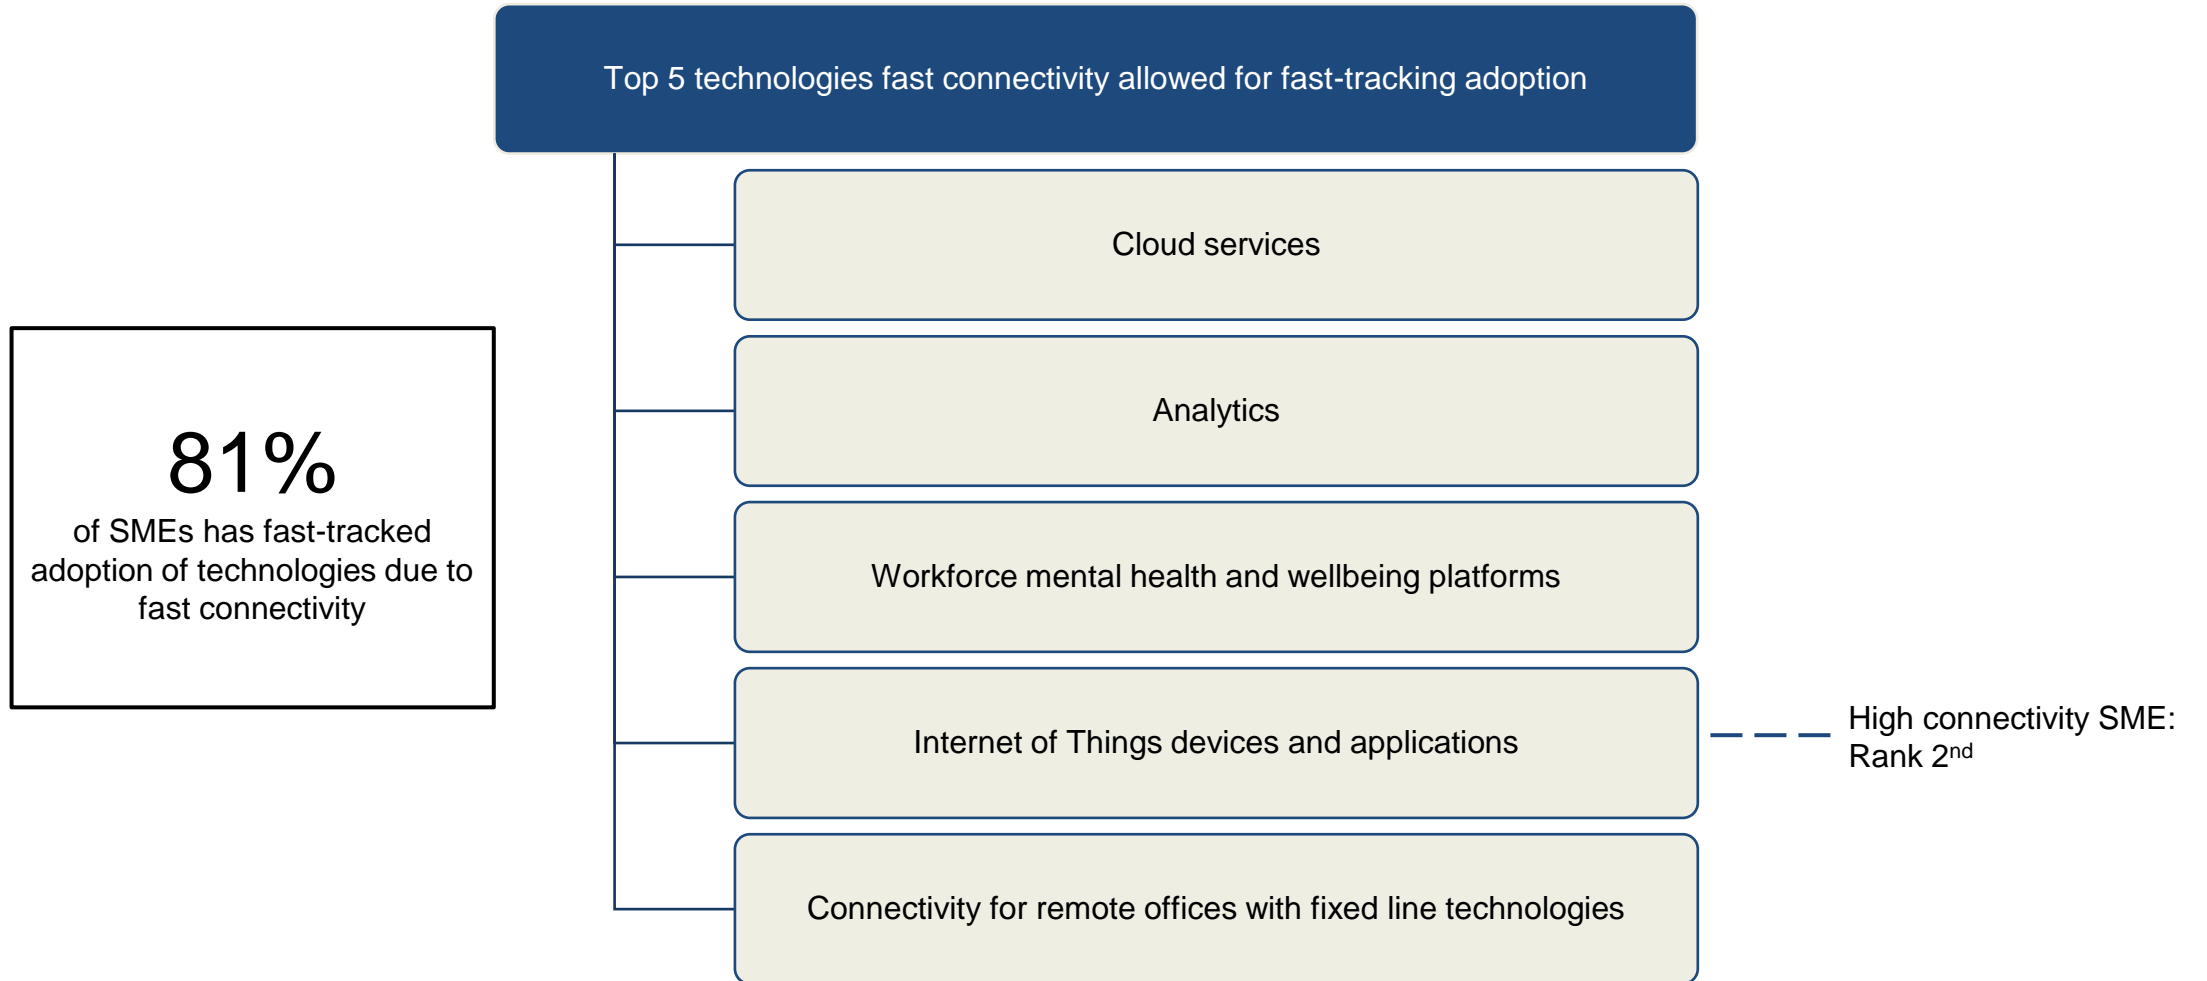 Top 5 technologies fast connectivity allowed for fast-tracking adoption
Cloud services
Analytics
81%
of SMEs has fast-tracked
adoption of technologies due to
fast connectivity
Workforce mental health and wellbeing platforms
Internet of Things devices and applications
High connectivity SME:
Rank 2nd
Connectivity for remote offices with fixed line technologies